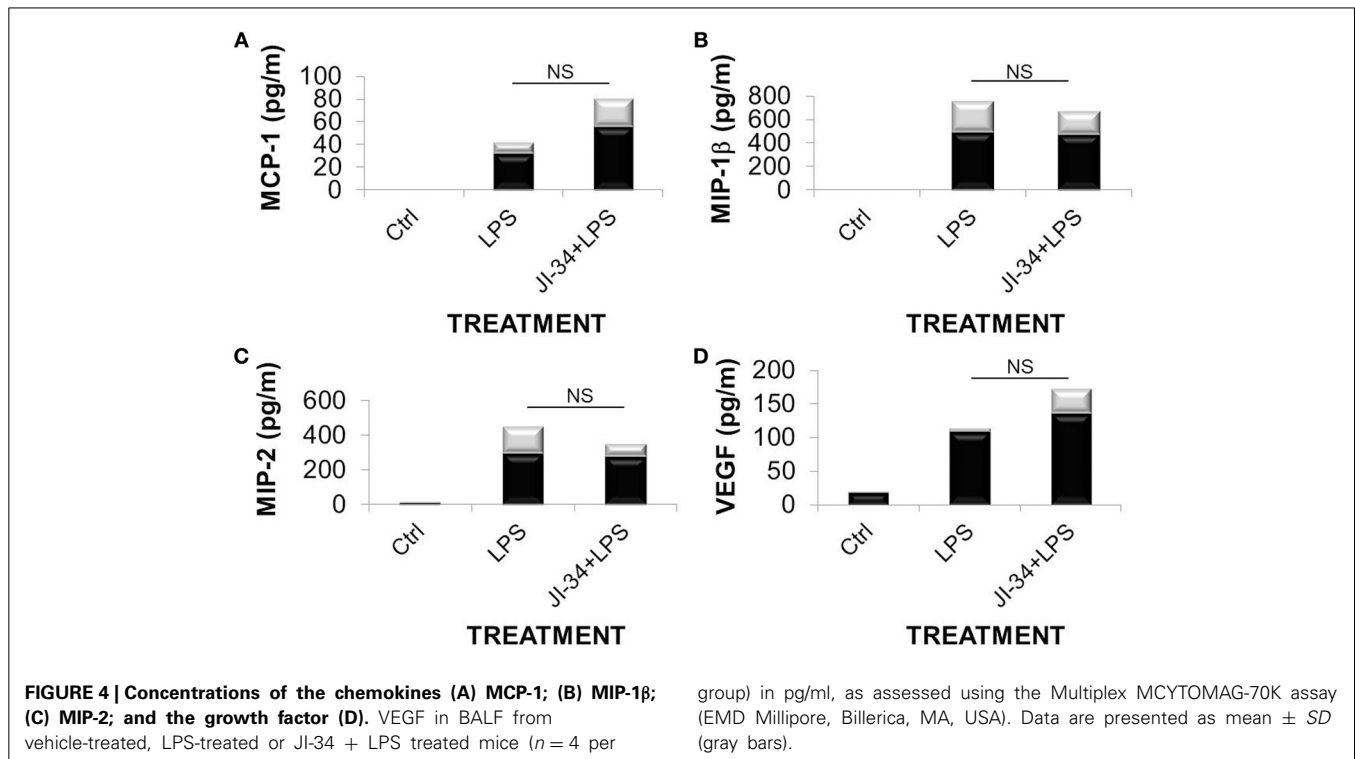 A
MCP-1 (pg/m)
100
80
60
40
20
0
NS
Ctrl
LPS
JI-34+LPS
TREATMENT
B
MIP-1β (pg/m)
800
600
400
200
0
NS
Ctrl
LPS
JI-34+LPS
TREATMENT
C
MIP-2 (pg/m)
600
400
200
0
NS
Ctrl
LPS
JI-34+LPS
TREATMENT
D
VEGF (pg/m)
200
150
100
50
0
NS
Ctrl
LPS
JI-34+LPS
TREATMENT
FIGURE 4 | Concentrations of the chemokines (A) MCP-1; (B) MIP-1β;
(C) MIP-2; and the growth factor (D). VEGF in BALF from
vehicle-treated, LPS-treated or JI-34 + LPS treated mice (n = 4 per
group) in pg/ml, as assessed using the Multiplex MCYTOMAG-70K assay
(EMD Millipore, Billerica, MA, USA). Data are presented as mean ± SD
(gray bars).